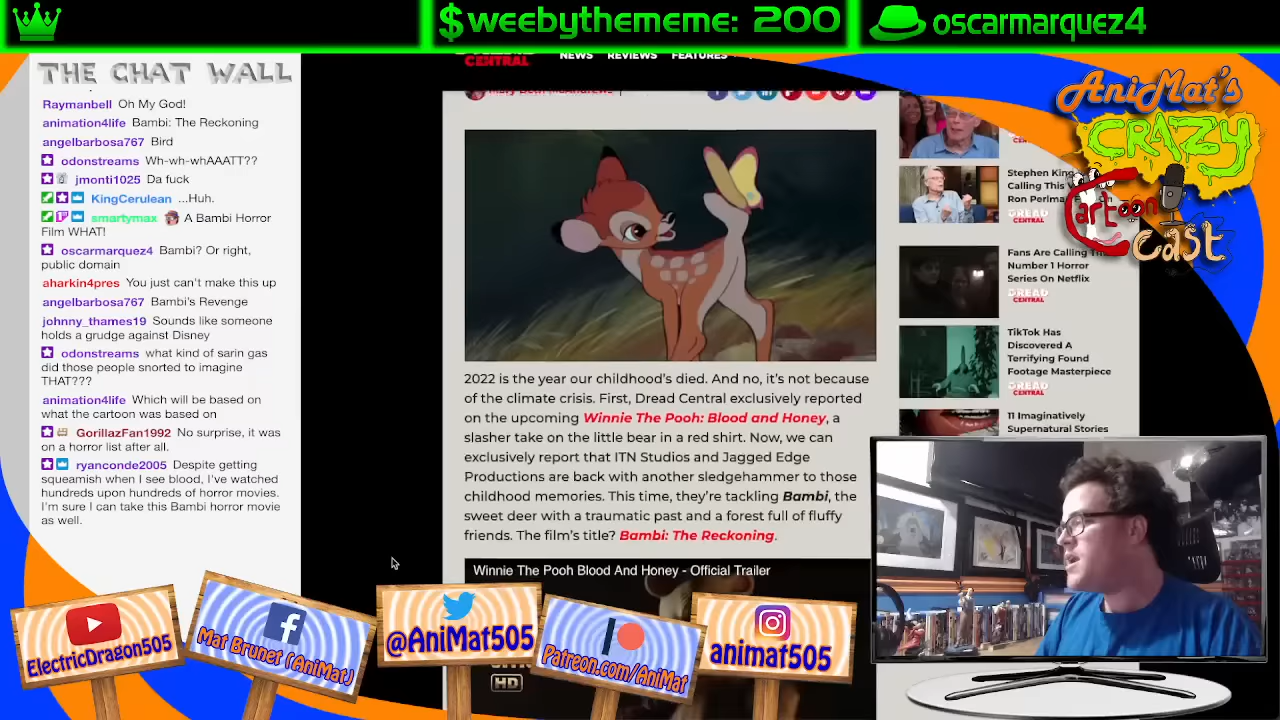 $weebythememe: 200
oscarmarquez4
THE CHAT WALL
Raymanbell Oh My God!
animation4life Bambi: The Reckoning
angelbarbosa767 Bird
odonstreams Wh-wh-whAAATT??
jmonti1025 Da fuck
KingCerulean ...Huh.
smartymax A Bambi Horror
Film WHAT!
oscarmarquez4 Bambi? Or right,
public domain
aharkin4pres You just can't make this up
angelbarbosa767 Bambi's Revenge
johnny_thames19 Sounds like someone
holds a grudge against Disney
odonstreams what kind of sarin gas
did those people snorted to imagine
THAT???
animation4life Which will be based on
what the cartoon was based on
GorillazFan1992 No surprise, it was
on a horror list after all.
ryanconde2005 Despite getting
squeamish when I see blood, I've watched
hundreds upon hundreds of horror movies.
I'm sure I can take this Bambi horror movie
as well.
CENTRAL
NEWS REVIEWS FEATURES
2022 is the year our childhood's died. And no, it's not because
of the climate crisis. First, Dread Central exclusively reported
on the upcoming Winnie The Pooh: Blood and Honey, a
slasher take on the little bear in a red shirt. Now, we can
exclusively report that ITN Studios and Jagged Edge
Productions are back with another sledgehammer to those
childhood memories. This time, they're tackling Bambi, the
sweet deer with a traumatic past and a forest full of fluffy
friends. The film's title? Bambi: The Reckoning.
Winnie The Pooh Blood And Honey - Official Trailer
HD
Stephen King
Calling This
Ron Perlma
DREAD
CENTRAL
Fans Are Calling
Number 1 Horror
Series On Netflix
DREAD
CENTRAL
TikTok Has
Discovered A
Terrifying Found
Footage Masterpiece
DREAD
CENTRAL
11 Imaginatively
Supernatural Stories
AniMat's
CRAZY
Cartoon
Cast
ElectricDragon505
Mat Brunet (AniMat)
@AniMat505
Patreon.com/AniMat
animat505